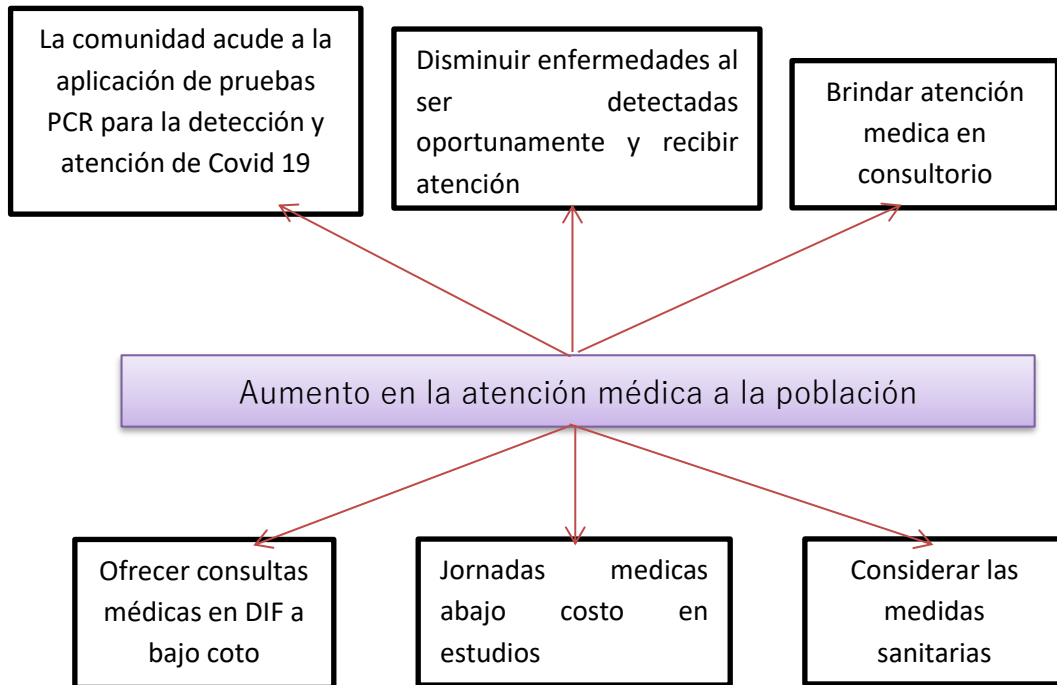 La comunidad acude a la
aplicación de pruebas
PCR para la detección y
atención de Covid 19
Disminuir enfermedades al
ser detectadas
oportunamente y recibir
atención
Brindar atención
medica en
consultorio
Aumento en la atención médica a la población
Ofrecer consultas
médicas en DIF a
bajo coto
Jornadas medicas
abajo costo en
estudios
Considerar las
medidas
sanitarias